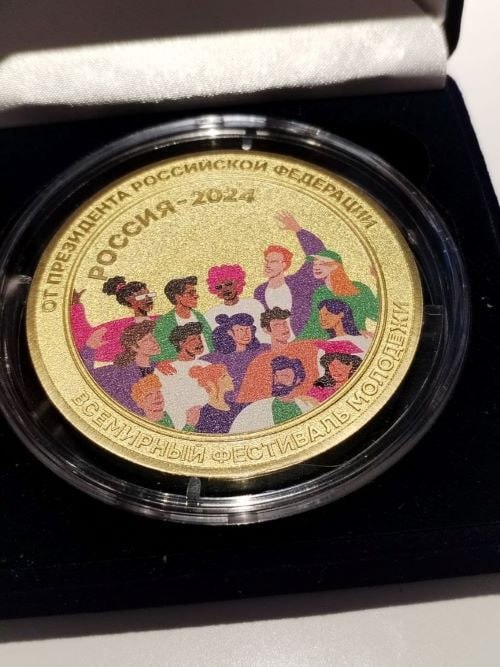 ОТ ПРЕЗИДЕНТА РОССИЙСКОЙ ФЕДЕРАЦИИ
РОССИЯ-2024
ВСЕМИРНЫЙ ФЕСТИВАЛЬ МОЛОДЕЖИ